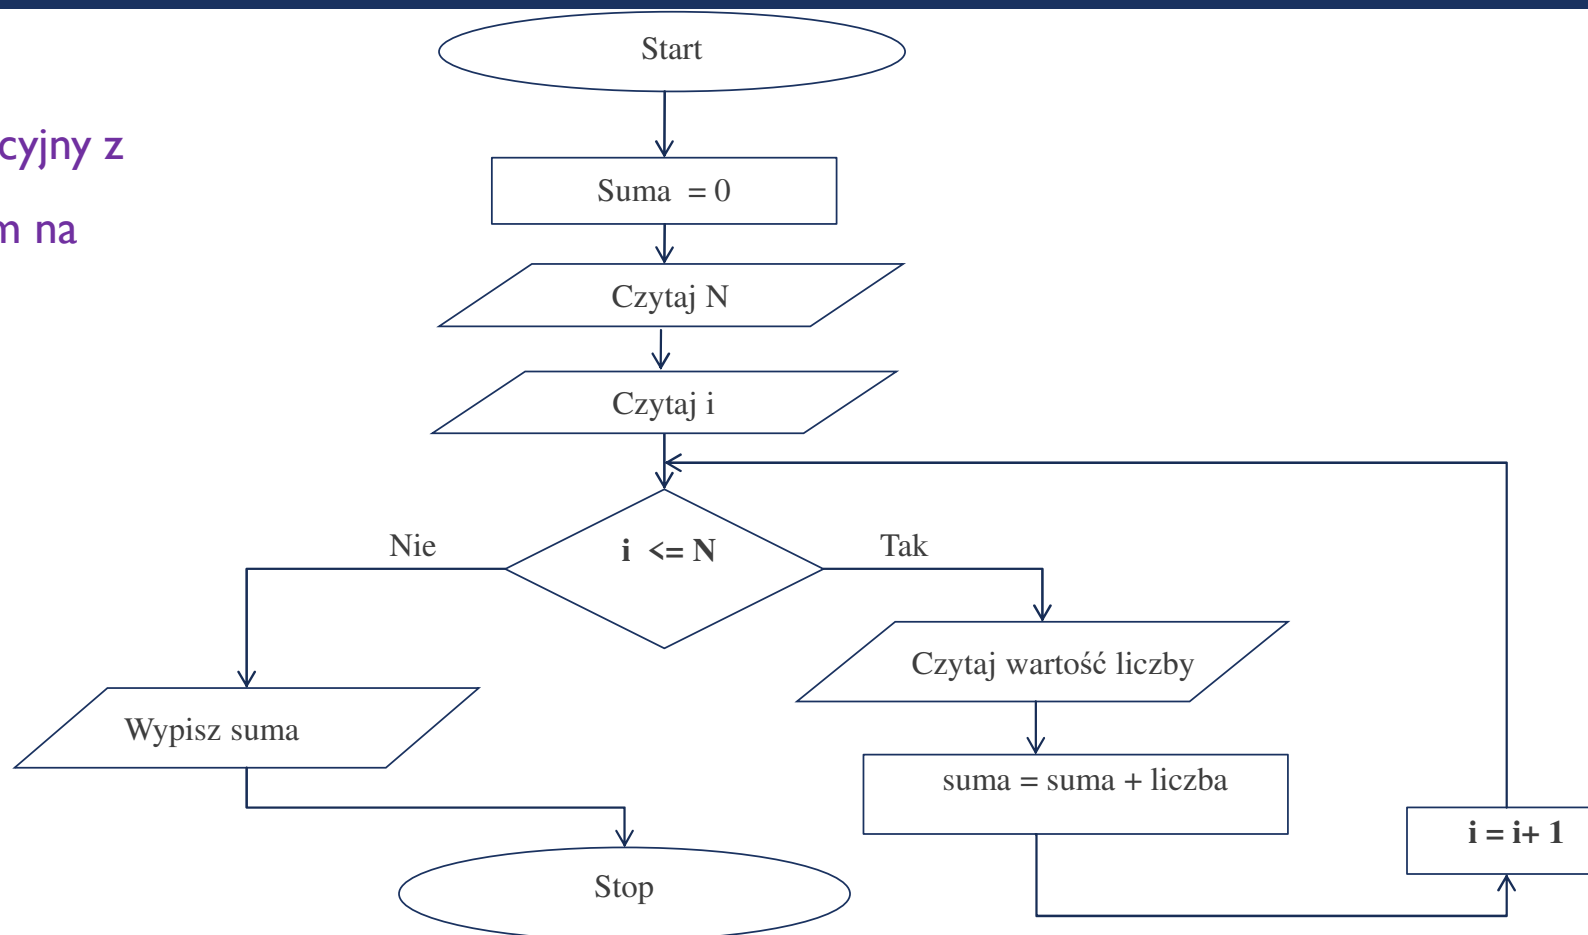 Start
cyjny z
Suma = 0
m na
Czytaj N
Czytaj i
Nie
i <= N
Tak
Czytaj wartość liczby
Wypisz suma
suma = suma + liczba
i = i+ 1
Stop